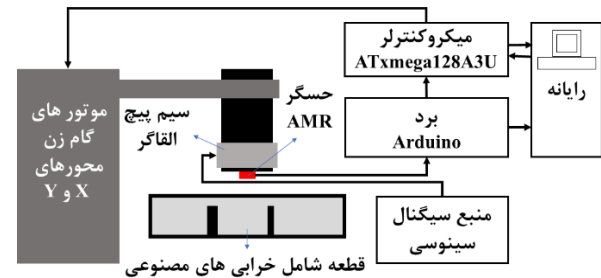 میکروکنترلر
ATxmega128A3U
رایانه
حسگر
AMR
سیم پیچ
القاگر
موتور های
گام زن
محورهای
X و Y
برد
Arduino
منبع سیگنال
سینوسی
قطعه شامل خرابی های مصنوعی